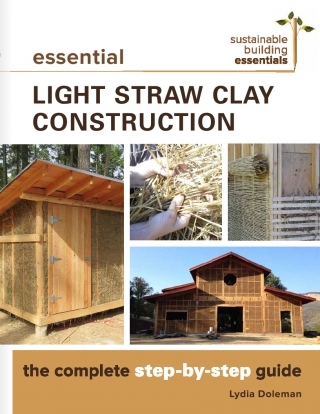 sustainable
building
essentials
essential
LIGHT STRAW CLAY
CONSTRUCTION
the complete step-by-step guide
Lydia Doleman